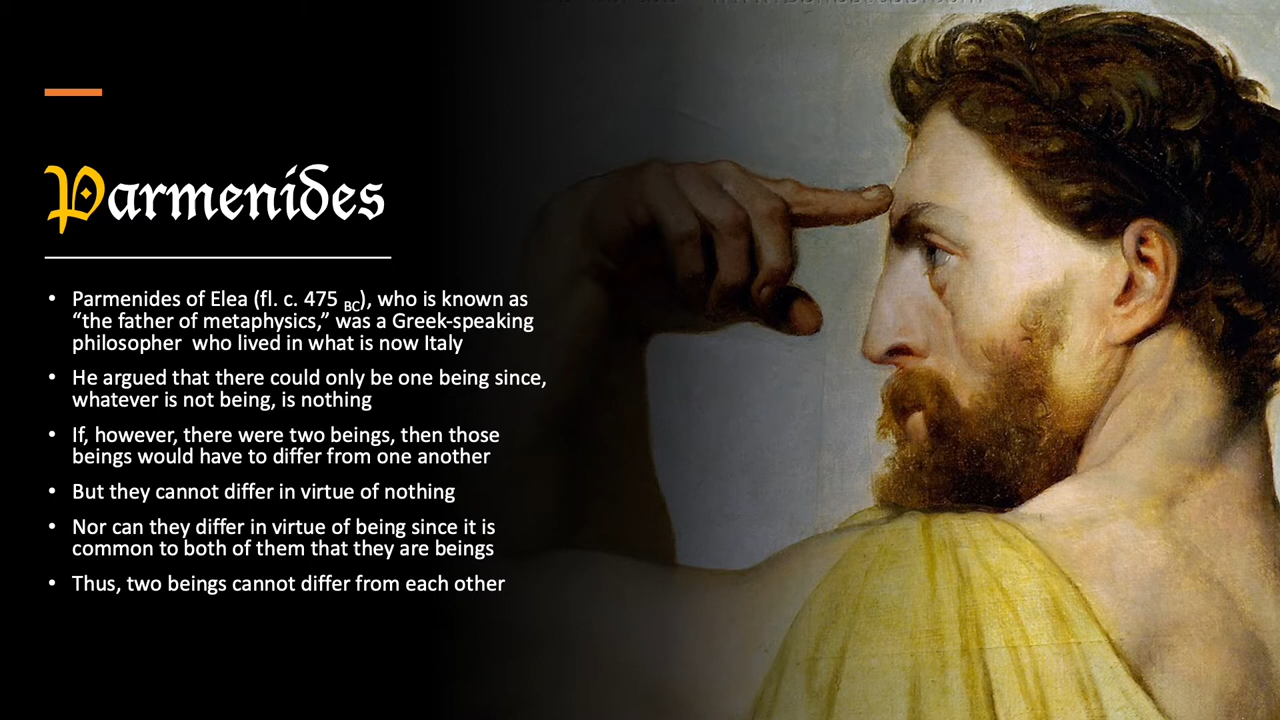 Parmenides
• Parmenides of Elea (fl. c. 475 BC), who is known as
“the father of metaphysics,” was a Greek-speaking
philosopher  who lived in what is now Italy
• He argued that there could only be one being since,
whatever is not being, is nothing
• If, however, there were two beings, then those
beings would have to differ from one another
• But they cannot differ in virtue of nothing
• Nor can they differ in virtue of being since it is
common to both of them that they are beings
• Thus, two beings cannot differ from each other